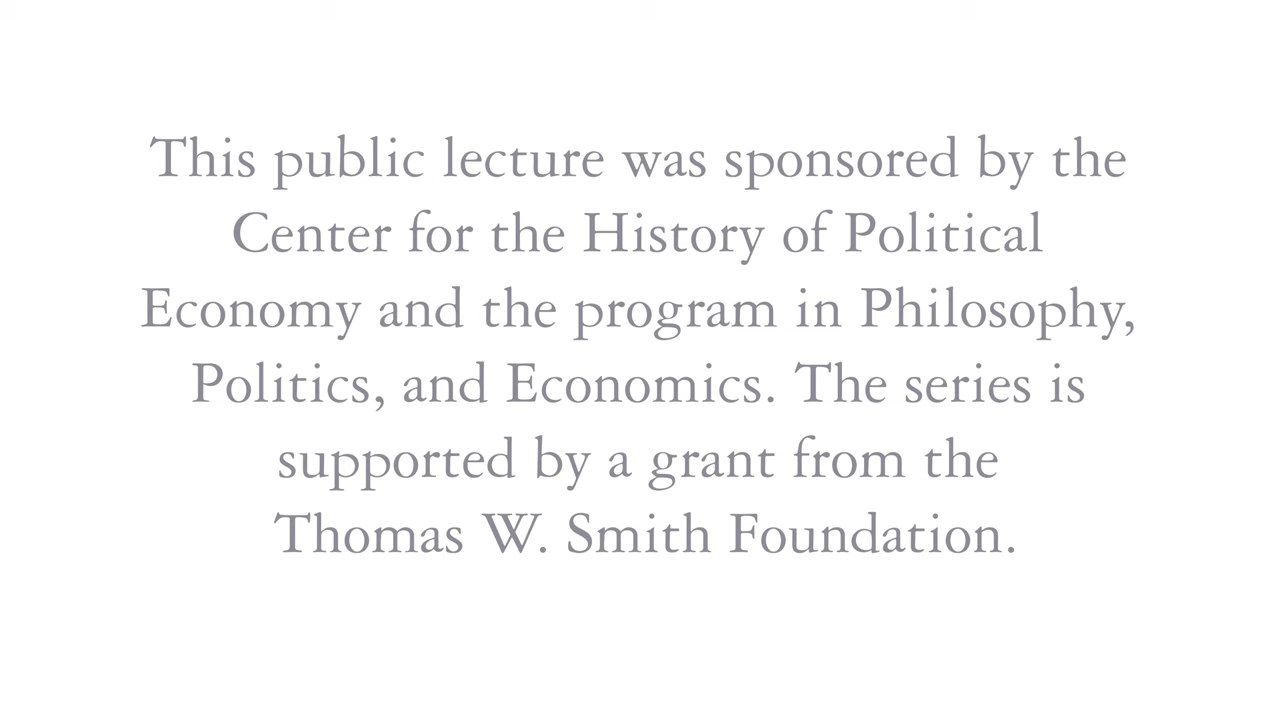 This public lecture was sponsored by the
Center for the History of Political
Economy and the program in Philosophy,
Politics, and Economics. The series is
supported by a grant from the
Thomas W. Smith Foundation.